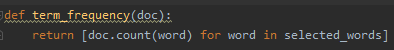 def term_frequency(doc):
    return [doc.count(word) for word in selected_words]